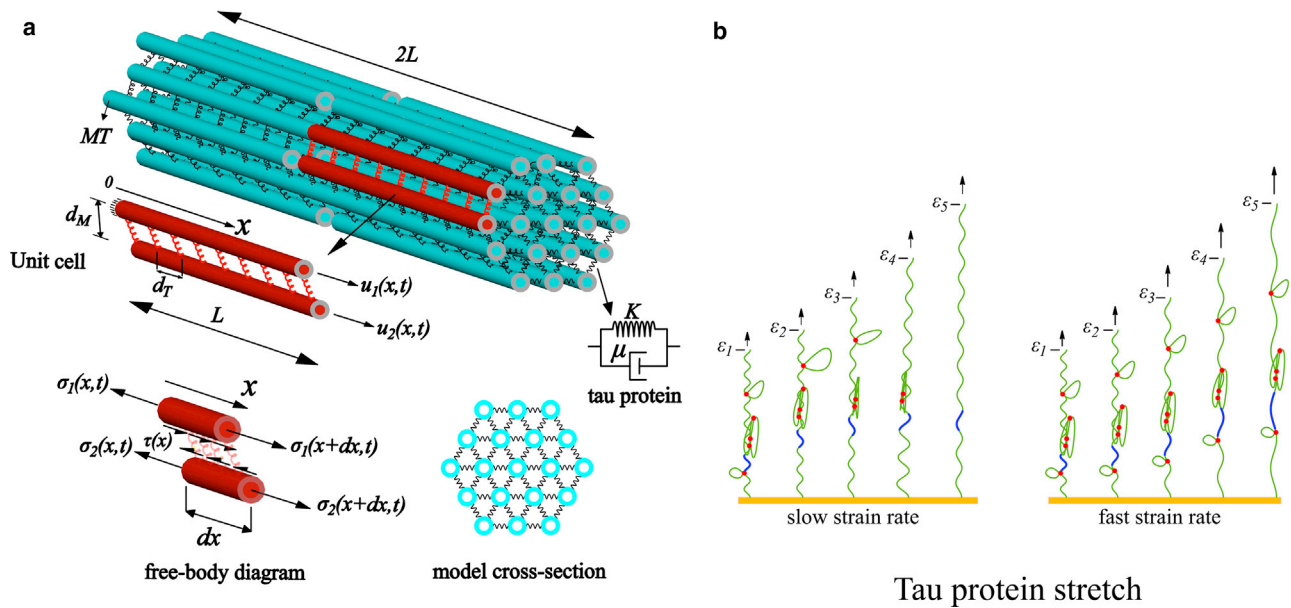 a
2L
MT
0
x
d_M
Unit cell
d_T
u_1(x,t)
L
u_2(x,t)
K
μ
tau protein
x
σ_1(x,t)
τ(x)
σ_1(x+dx,t)
σ_2(x,t)
σ_2(x+dx,t)
dx
free-body diagram
model cross-section
b
ε_1
ε_2
ε_3
ε_4
ε_5
slow strain rate
ε_1
ε_2
ε_3
ε_4
ε_5
fast strain rate
Tau protein stretch